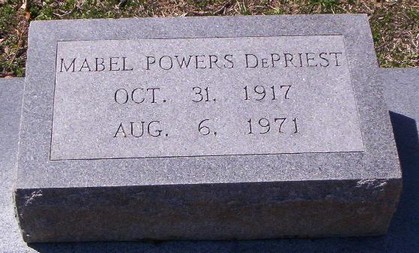 MABEL POWERS DePRIEST
OCT. 31, 1917
AUG. 6, 1971